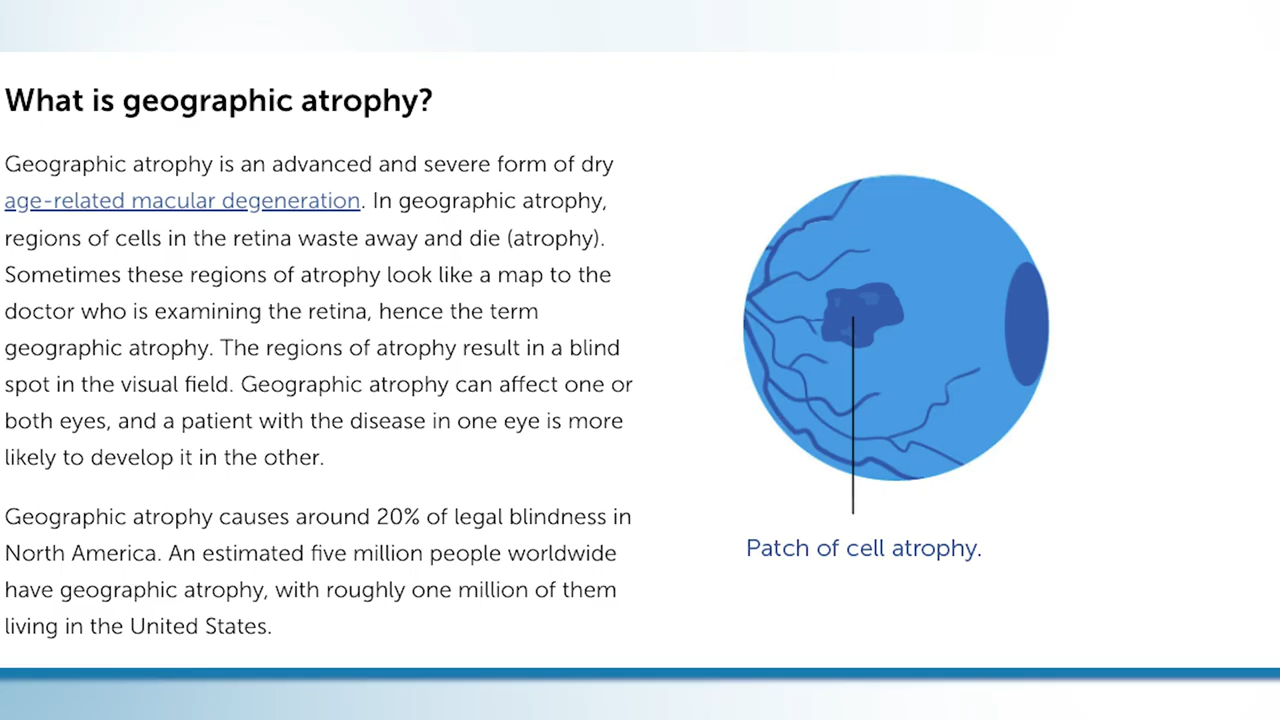 What is geographic atrophy?
Geographic atrophy is an advanced and severe form of dry
age-related macular degeneration. In geographic atrophy,
regions of cells in the retina waste away and die (atrophy).
Sometimes these regions of atrophy look like a map to the
doctor who is examining the retina, hence the term
geographic atrophy. The regions of atrophy result in a blind
spot in the visual field. Geographic atrophy can affect one or
both eyes, and a patient with the disease in one eye is more
likely to develop it in the other.
Geographic atrophy causes around 20% of legal blindness in
North America. An estimated five million people worldwide
have geographic atrophy, with roughly one million of them
living in the United States.
Patch of cell atrophy.